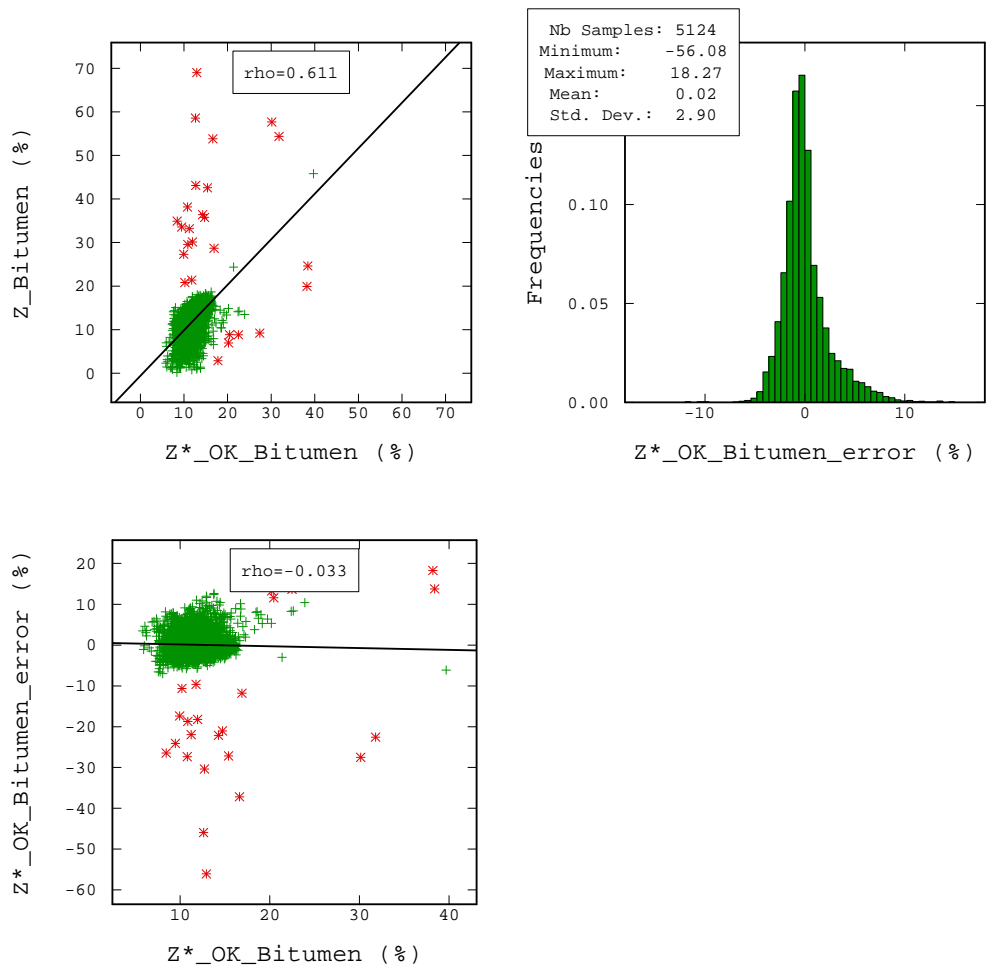 rho=0.611
70
60
50
40
30
20
10
0
Z_Bitumen (%)
0 10 20 30 40 50 60 70
Z*_OK_Bitumen (%)
Nb Samples: 5124
Minimum: -56.08
Maximum: 18.27
Mean: 0.02
Std. Dev.: 2.90
Frequencies
0.10
0.05
0.00
-10 0 10
Z*_OK_Bitumen_error (%)
rho=-0.033
20
10
0
-10
-20
-30
-40
-50
-60
Z*_OK_Bitumen_error (%)
10 20 30 40
Z*_OK_Bitumen (%)